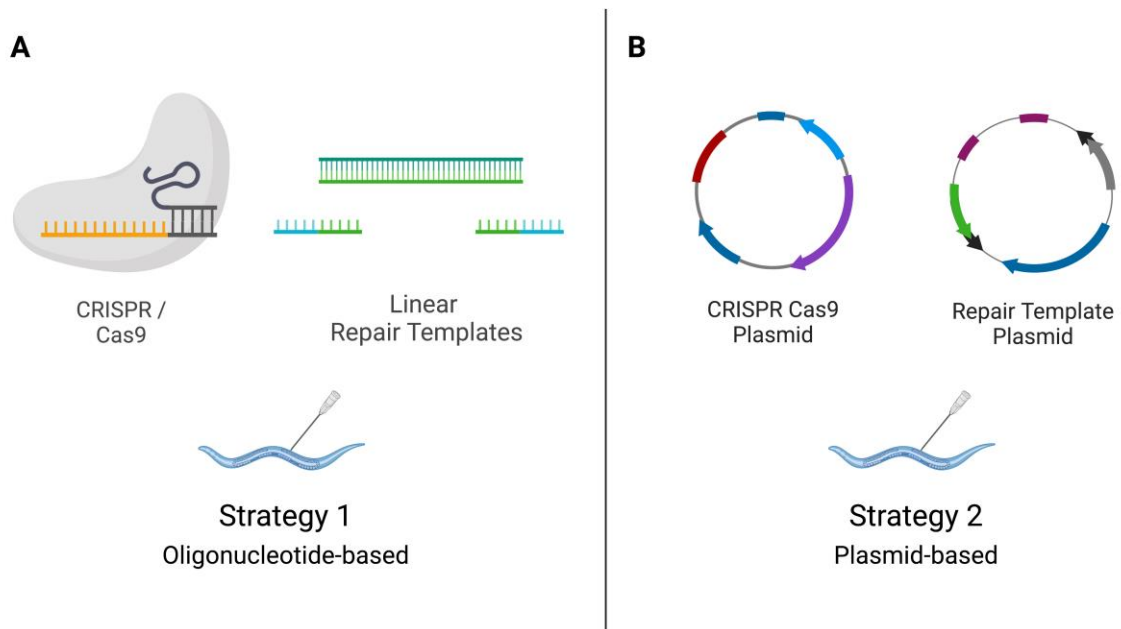 A
CRISPR /
Cas9
Linear
Repair Templates
Strategy 1
Oligonucleotide-based
B
CRISPR Cas9
Plasmid
Repair Template
Plasmid
Strategy 2
Plasmid-based